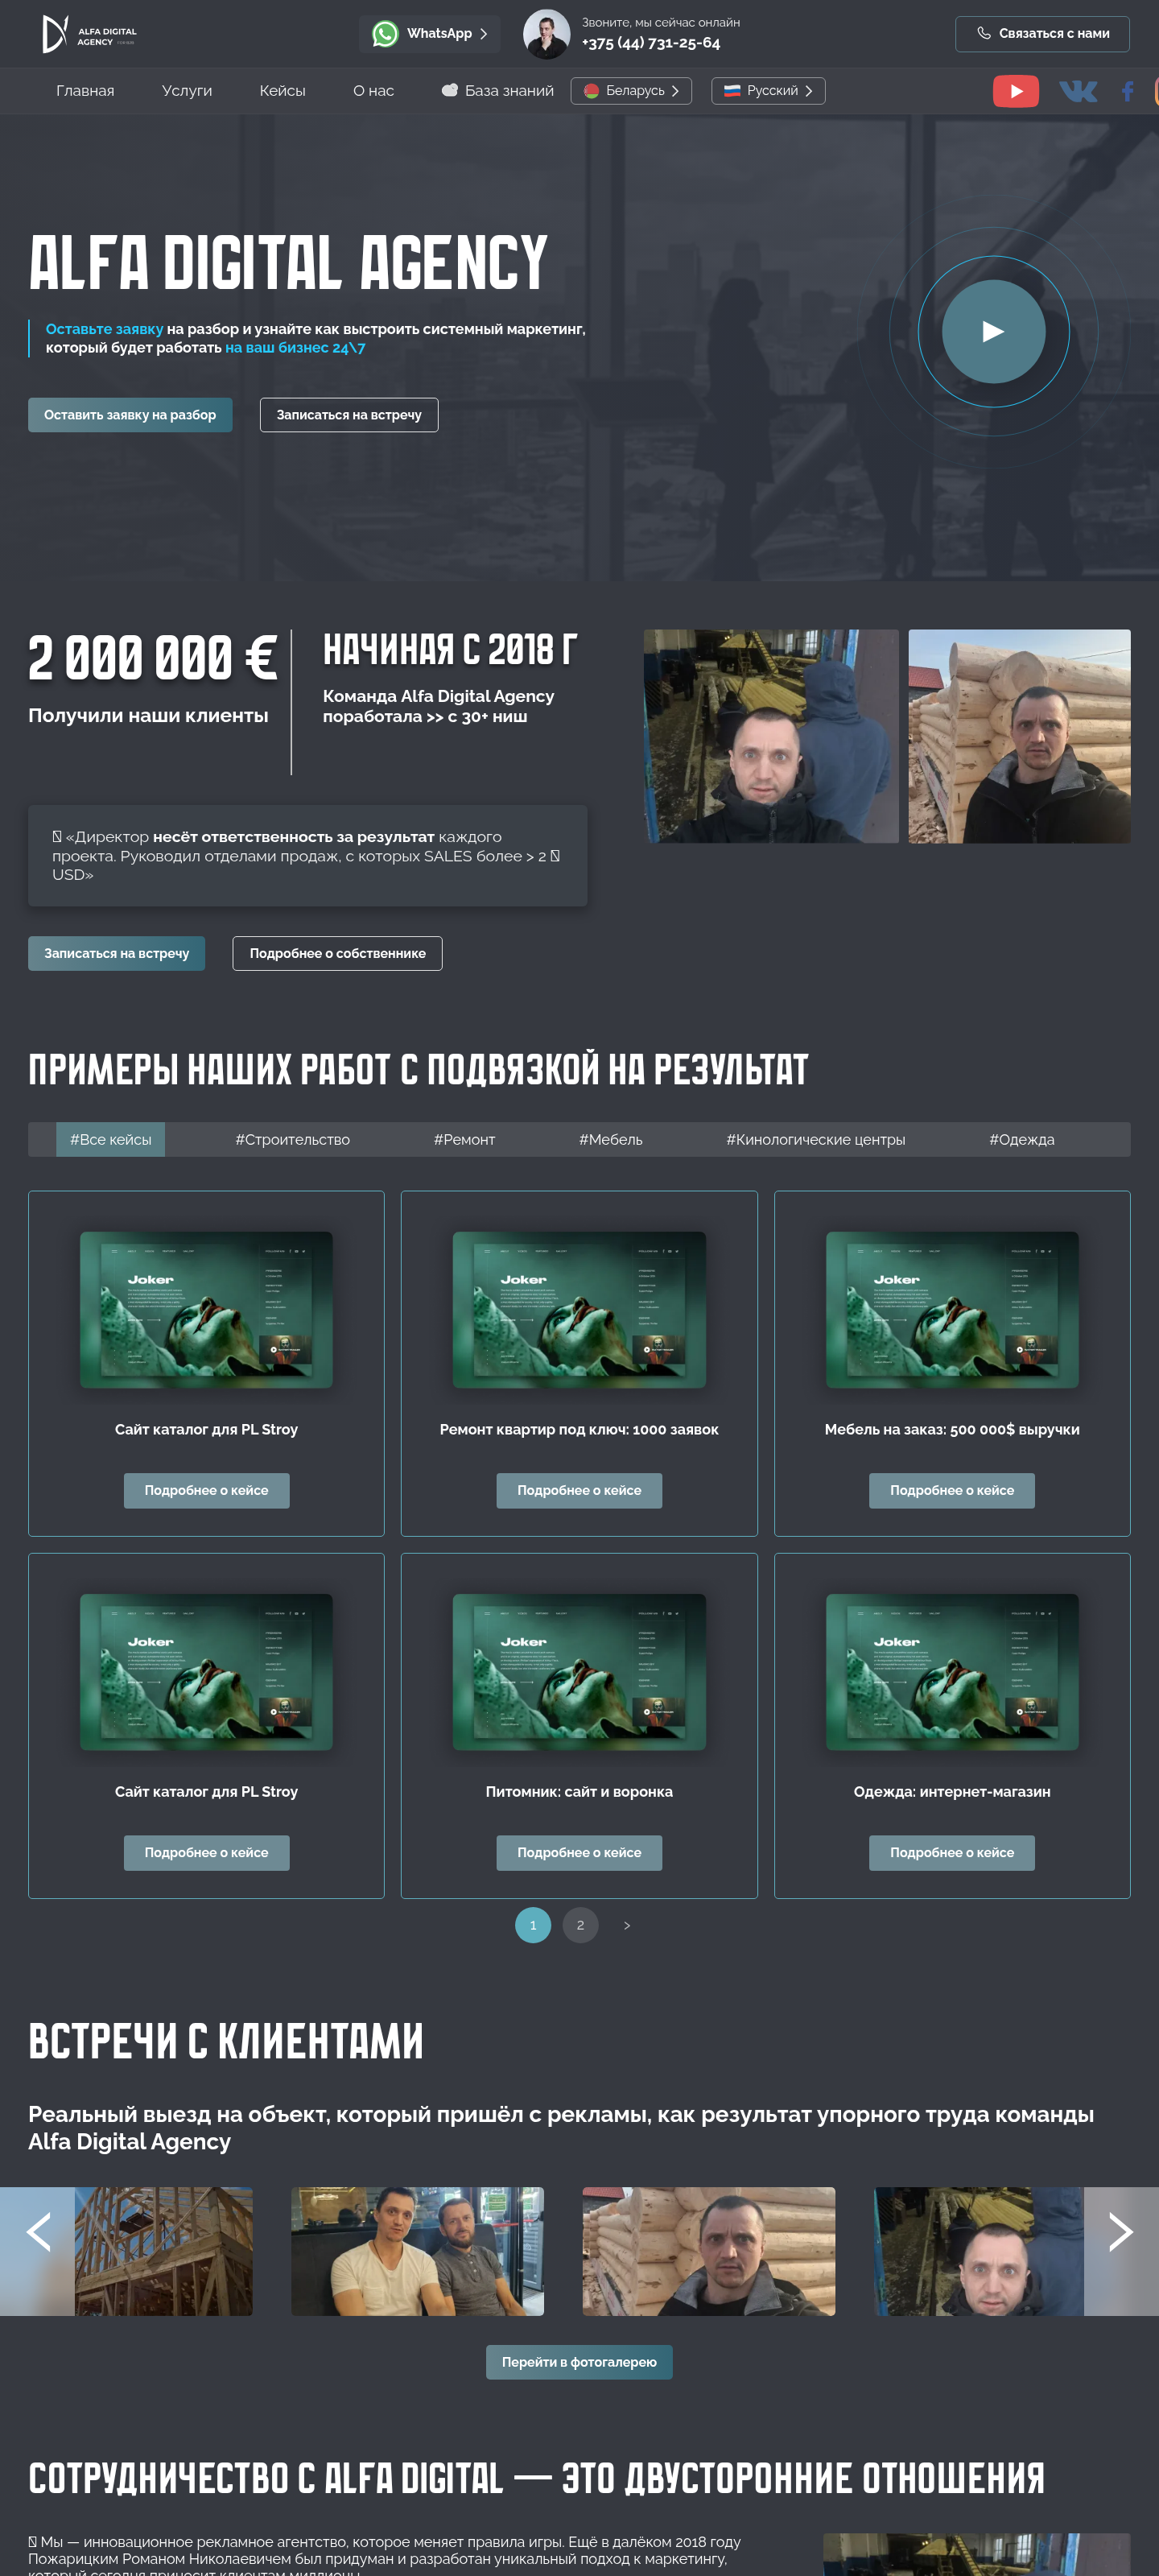 ALFA DIGITAL
AGENCY
WhatsApp
Звоните, мы сейчас онлайн
+375 (44) 731-25-64
Связаться с нами
Главная
Услуги
Кейсы
О нас
База знаний
Беларусь
Русский
ALFA DIGITAL AGENCY
Оставьте заявку на разбор и узнайте как выстроить системный маркетинг,
который будет работать на ваш бизнес 24\7
Оставить заявку на разбор
Записаться на встречу
2 000 000 €
Получили наши клиенты
НАЧИНАЯ С 2018 Г
Команда Alfa Digital Agency
поработала >> с 30+ ниш
«Директор несёт ответственность за результат каждого
проекта. Руководил отделами продаж, с которых SALES более > 2
USD»
Записаться на встречу
Подробнее о собственнике
ПРИМЕРЫ НАШИХ РАБОТ С ПОДВЯЗКОЙ НА РЕЗУЛЬТАТ
#Все кейсы
#Строительство
#Ремонт
#Мебель
#Кинологические центры
#Одежда
Joker
Joker
Joker
Сайт каталог для PL Stroy
Ремонт квартир под ключ: 1000 заявок
Мебель на заказ: 500 000$ выручки
Подробнее о кейсе
Подробнее о кейсе
Подробнее о кейсе
Joker
Joker
Joker
Сайт каталог для PL Stroy
Питомник: сайт и воронка
Одежда: интернет-магазин
Подробнее о кейсе
Подробнее о кейсе
Подробнее о кейсе
1
2
>
ВСТРЕЧИ С КЛИЕНТАМИ
Реальный выезд на объект, который пришёл с рекламы, как результат упорного труда команды
Alfa Digital Agency
Перейти в фотогалерею
СОТРУДНИЧЕСТВО С ALFA DIGITAL — ЭТО ДВУСТОРОННИЕ ОТНОШЕНИЯ
Мы — инновационное рекламное агентство, которое меняет правила игры. Ещё в далёком 2018 году
Пожарицким Романом Николаевичем был придуман и разработан уникальный подход к маркетингу,
который сегодня приносит клиентам миллионы